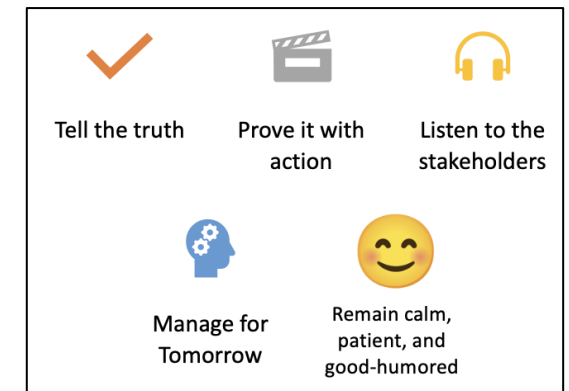 Tell the truth
Prove it with
action
Listen to the
stakeholders
Manage for
Tomorrow
Remain calm,
patient, and
good-humored